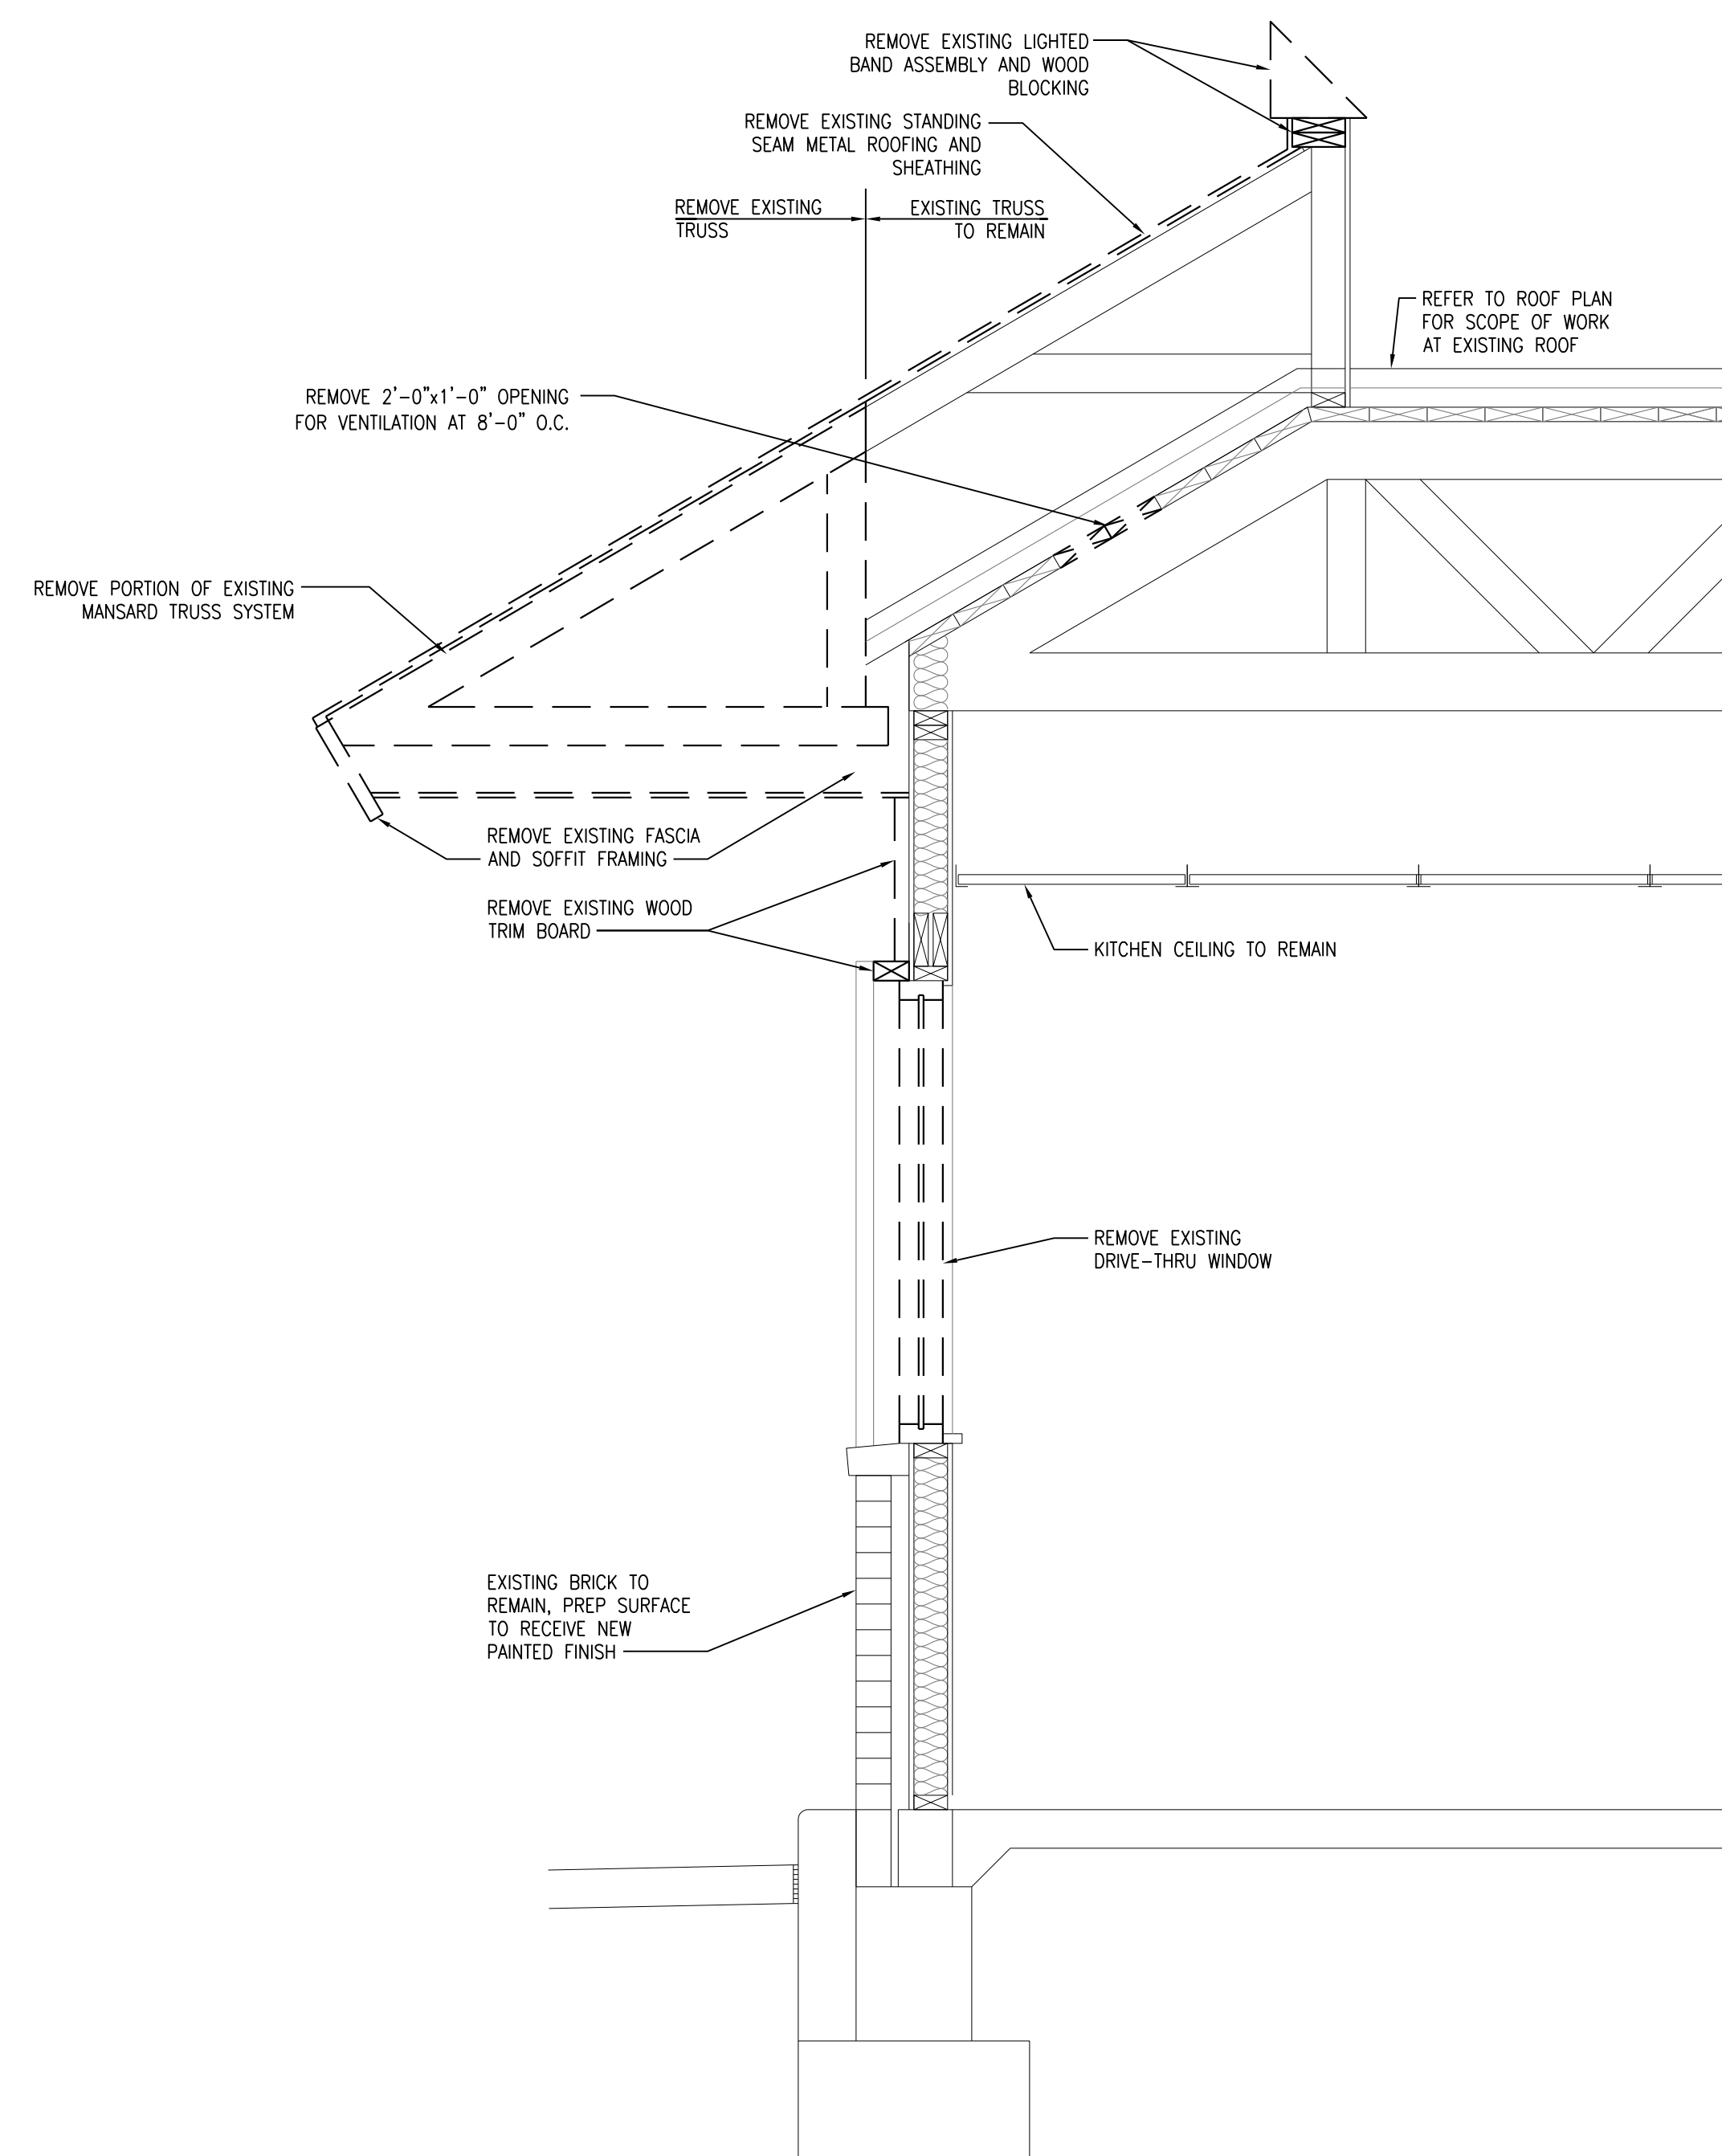 REMOVE EXISTING LIGHTED
BAND ASSEMBLY AND WOOD
BLOCKING
REMOVE EXISTING STANDING
SEAM METAL ROOFING AND
SHEATHING
REMOVE EXISTING
TRUSS
EXISTING TRUSS
TO REMAIN
REFER TO ROOF PLAN
FOR SCOPE OF WORK
AT EXISTING ROOF
REMOVE 2'-0"x1'-0" OPENING
FOR VENTILATION AT 8'-0" O.C.
REMOVE PORTION OF EXISTING
MANSARD TRUSS SYSTEM
REMOVE EXISTING FASCIA
AND SOFFIT FRAMING
REMOVE EXISTING WOOD
TRIM BOARD
KITCHEN CEILING TO REMAIN
REMOVE EXISTING
DRIVE-THRU WINDOW
EXISTING BRICK TO
REMAIN, PREP SURFACE
TO RECEIVE NEW
PAINTED FINISH